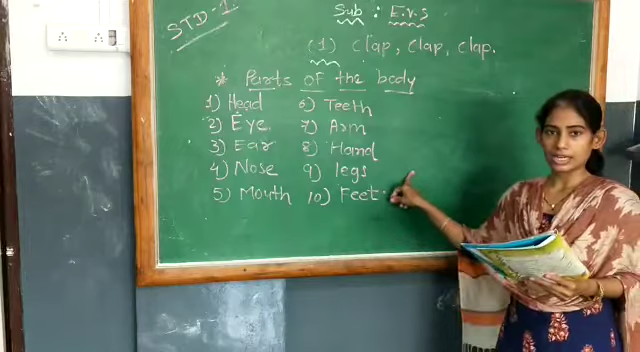 STD-1
Sub : E.V.S
(1) Clap, Clap, Clap.
* Parts of the body
1) Head 6) Teeth
2) Eye 7) Arm
3) Ear 8) Hand
4) Nose 9) legs
5) Mouth 10) Feet